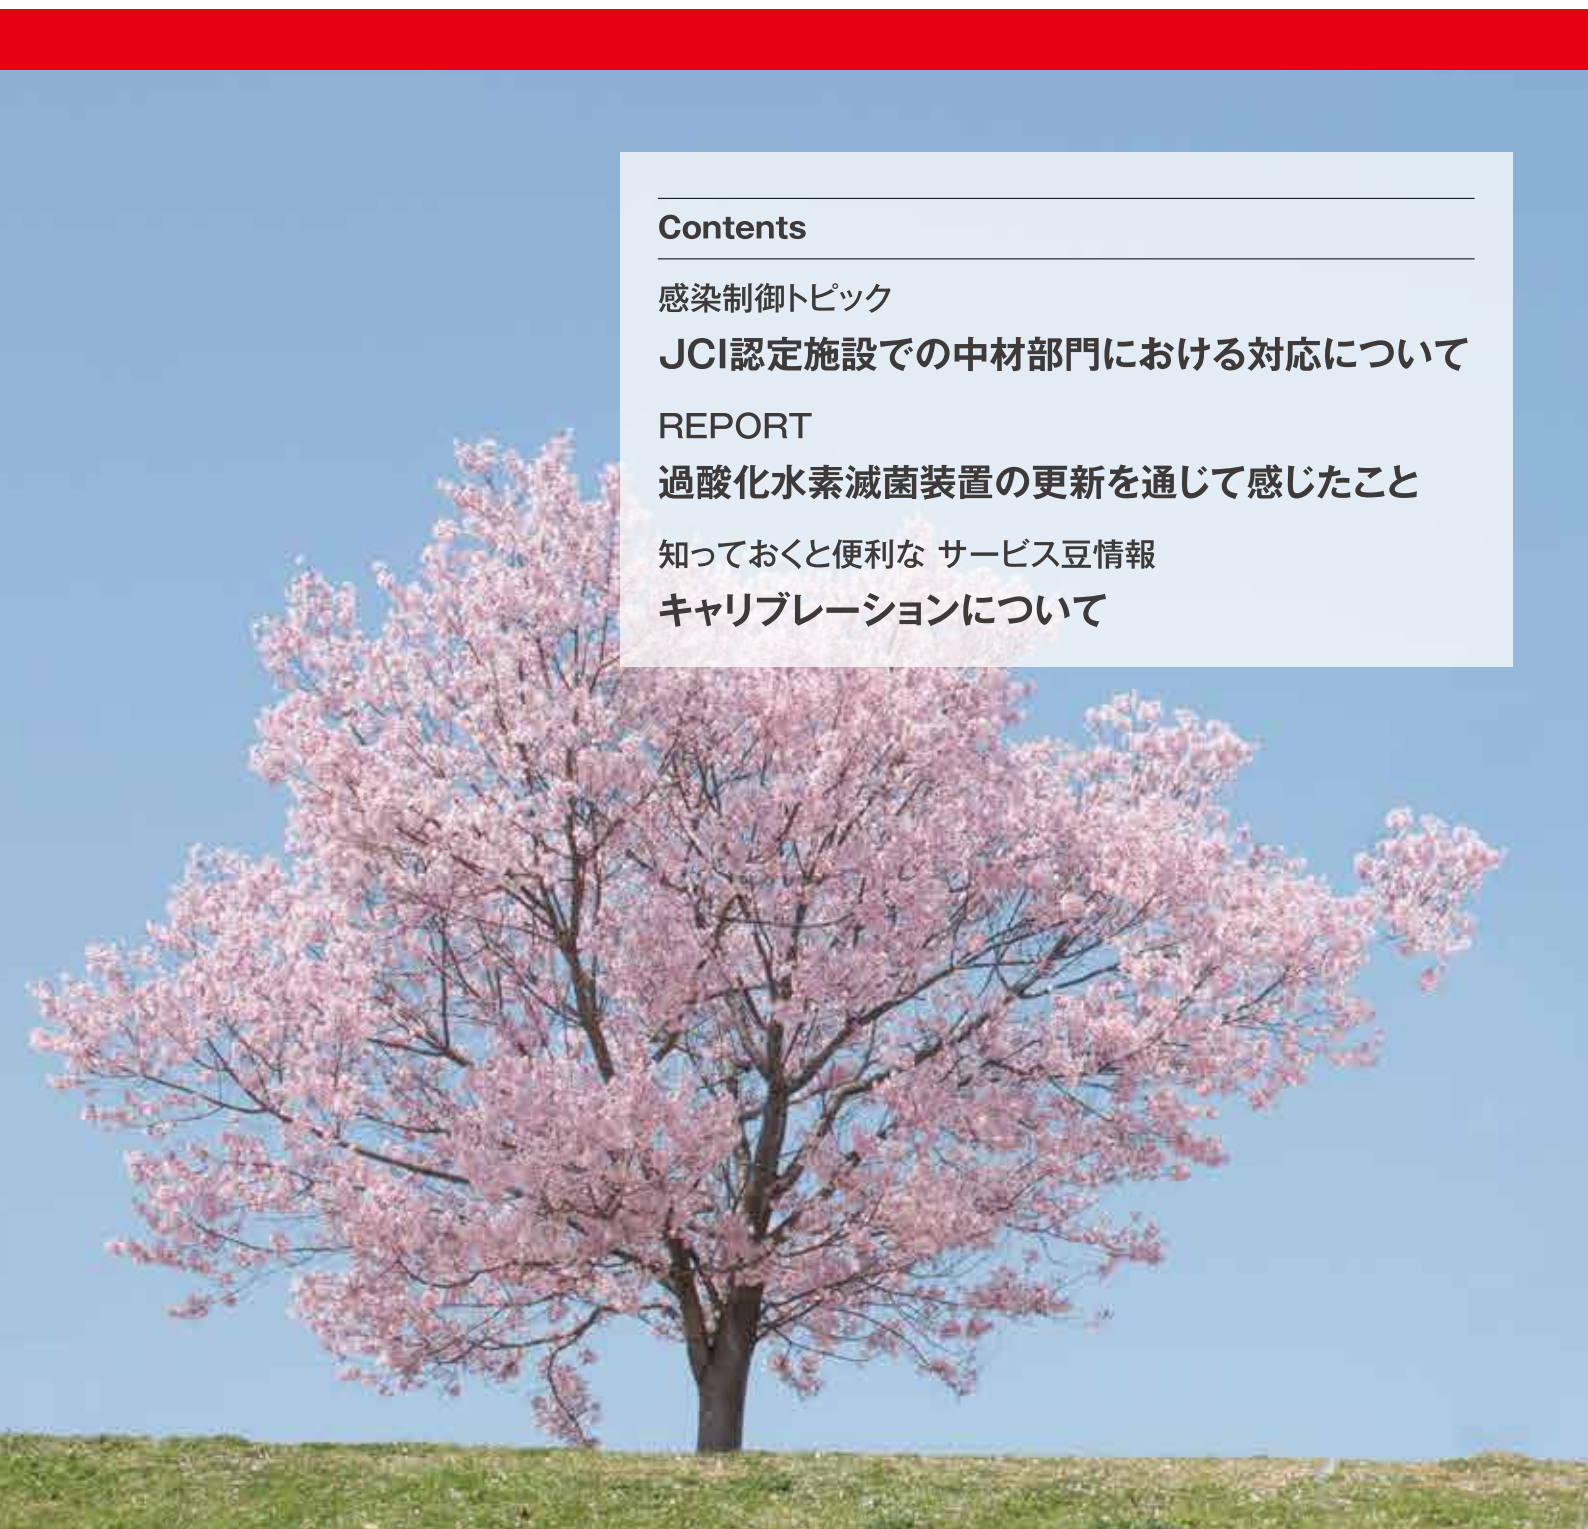 Contents
感染制御トピック
JCI認定施設での中材部門における対応について
REPORT
過酸化水素滅菌装置の更新を通じて感じたこと
知っておくと便利な サービス豆情報
キャリブレーションについて